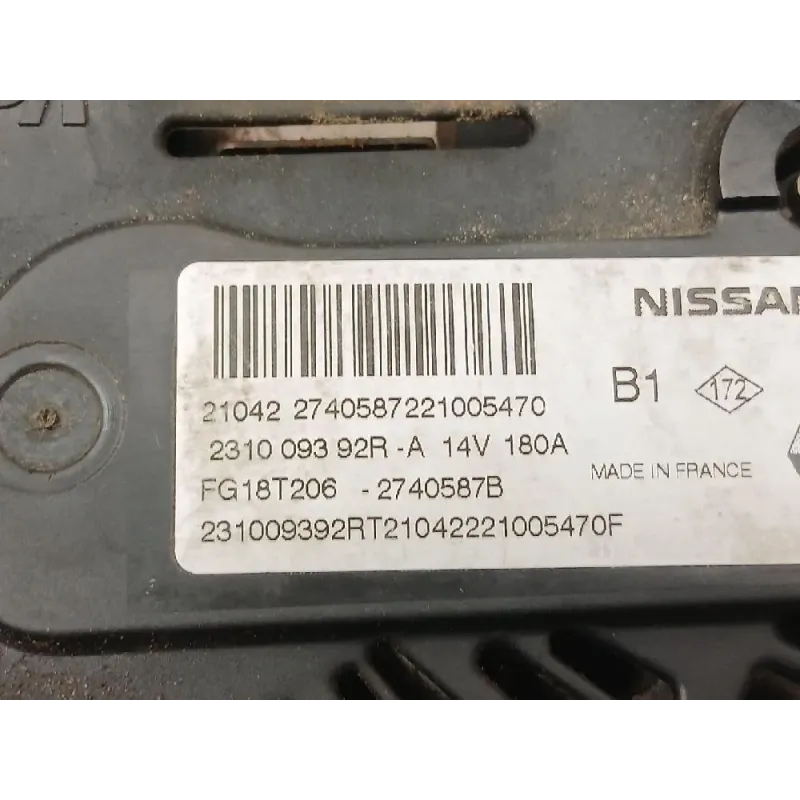 NISSAN
B1 172
21042 2740587221005470
2310 093 92R -A 14V 180A
MADE IN FRANCE
FG18T206 - 2740587B
231009392RT21042221005470F